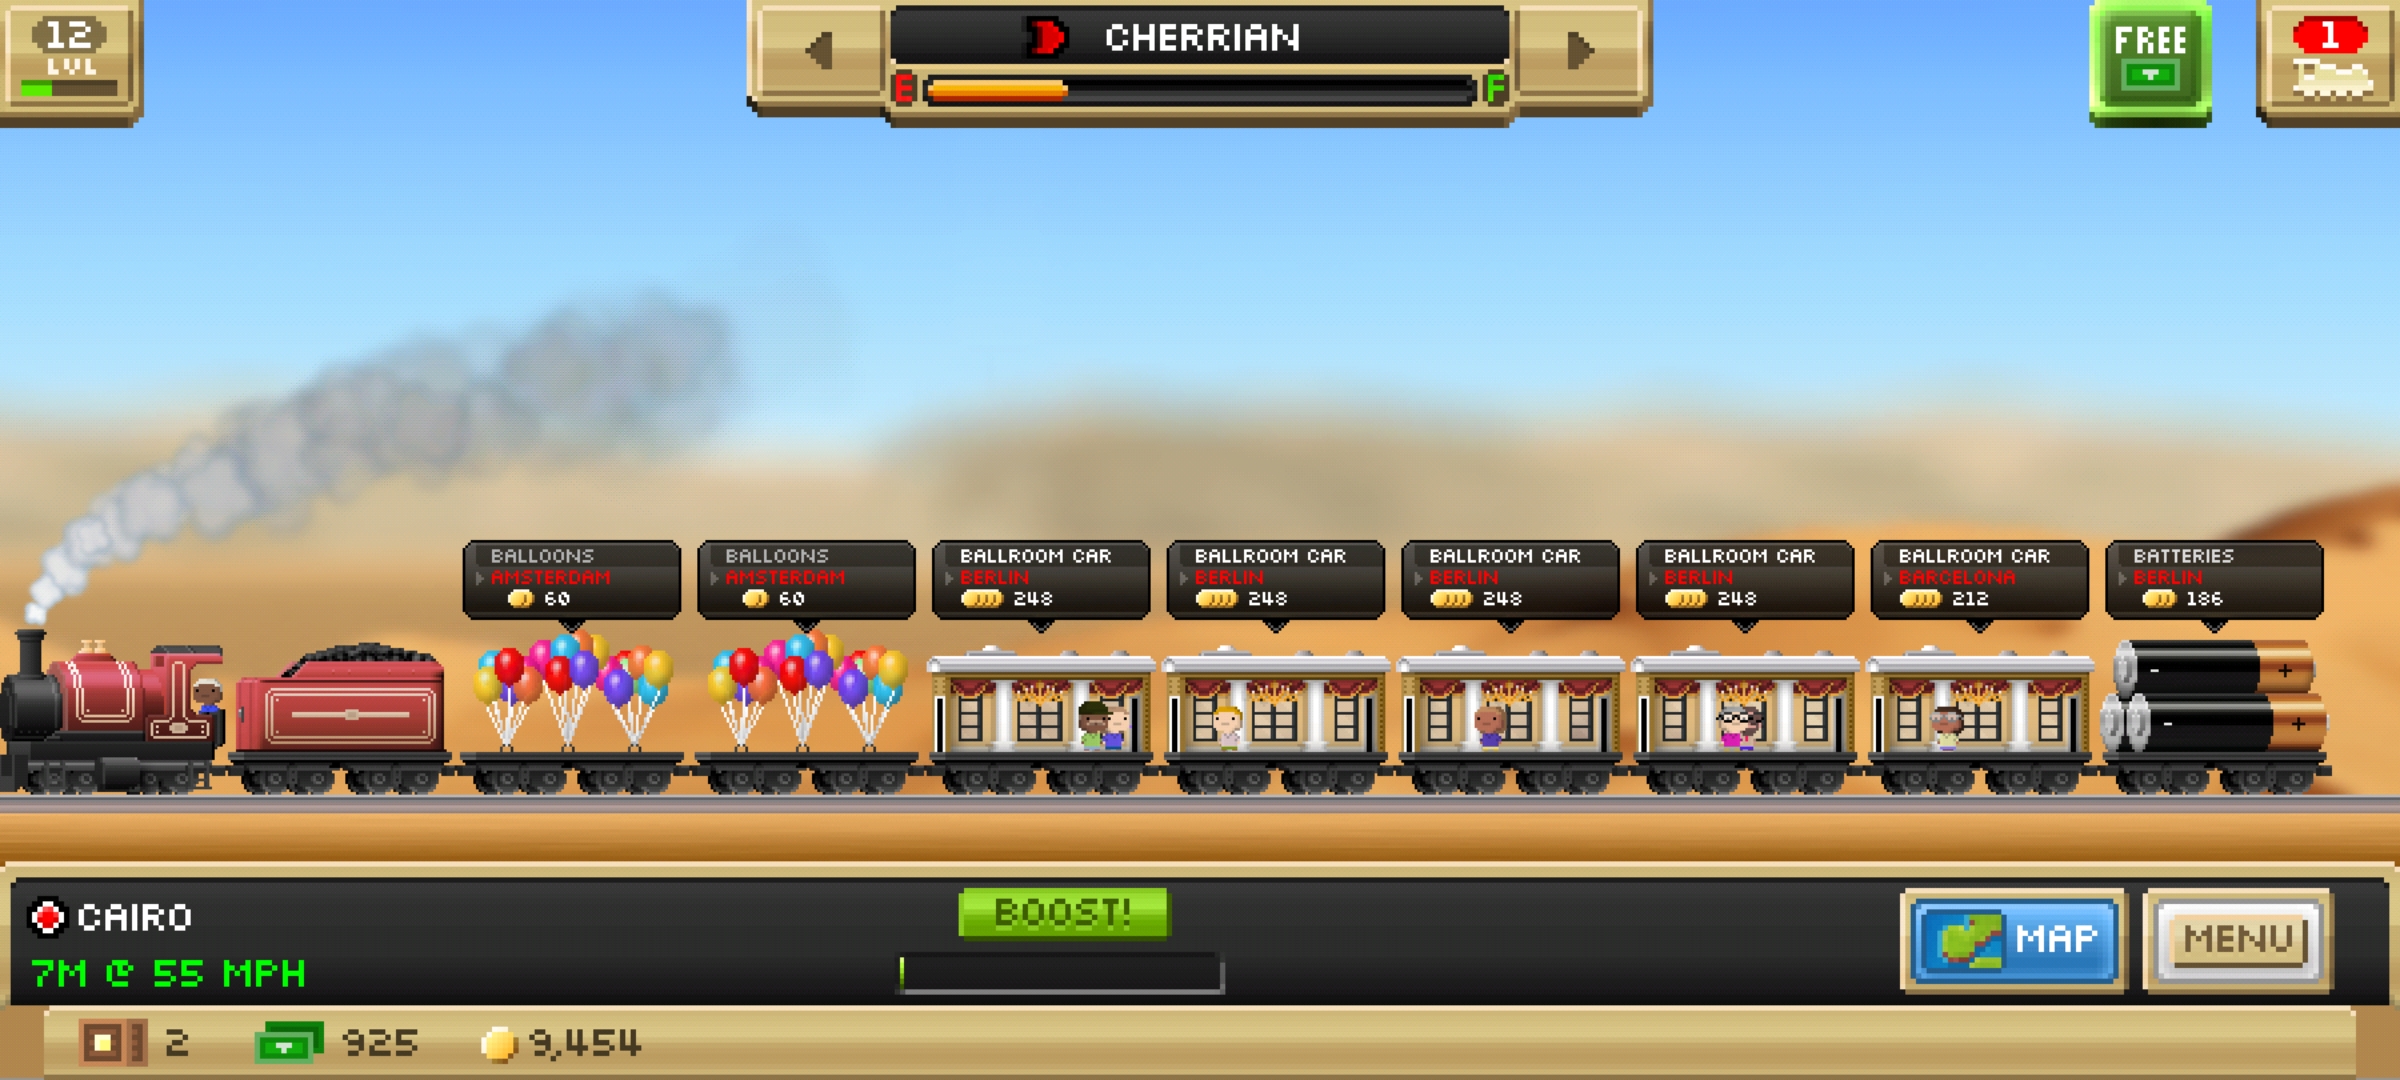 12
LVL
CHERRIAN
E
F
FREE
1
BALLOONS
AMSTERDAM
60
BALLOONS
AMSTERDAM
60
BALLROOM CAR
BERLIN
248
BALLROOM CAR
BERLIN
248
BALLROOM CAR
BERLIN
248
BALLROOM CAR
BERLIN
248
BALLROOM CAR
BARCELONA
212
BATTERIES
BERLIN
186
- +
- +
CAIRO
7M @ 55 MPH
BOOST!
MAP
MENU
2
925
9,454